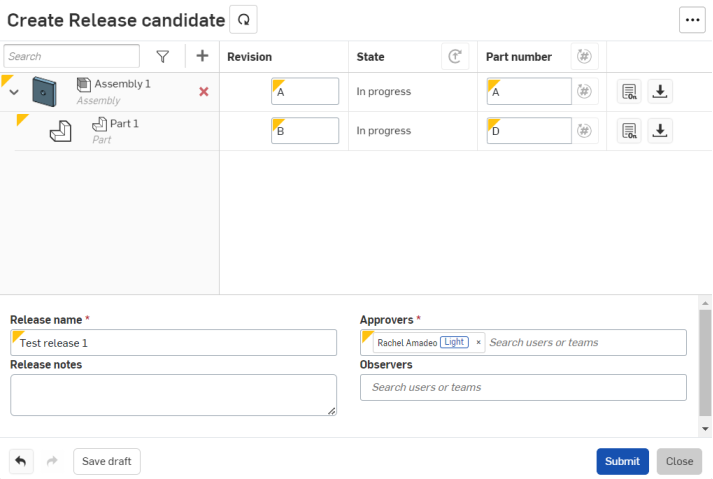 Create Release candidate
Search
Revision
State
Part number
Assembly 1
Assembly
A
In progress
A
Part 1
Part
B
In progress
D
Release name *
Test release 1
Release notes
Approvers *
Rachel Amadeo Light × Search users or teams
Observers
Search users or teams
Save draft
Submit
Close